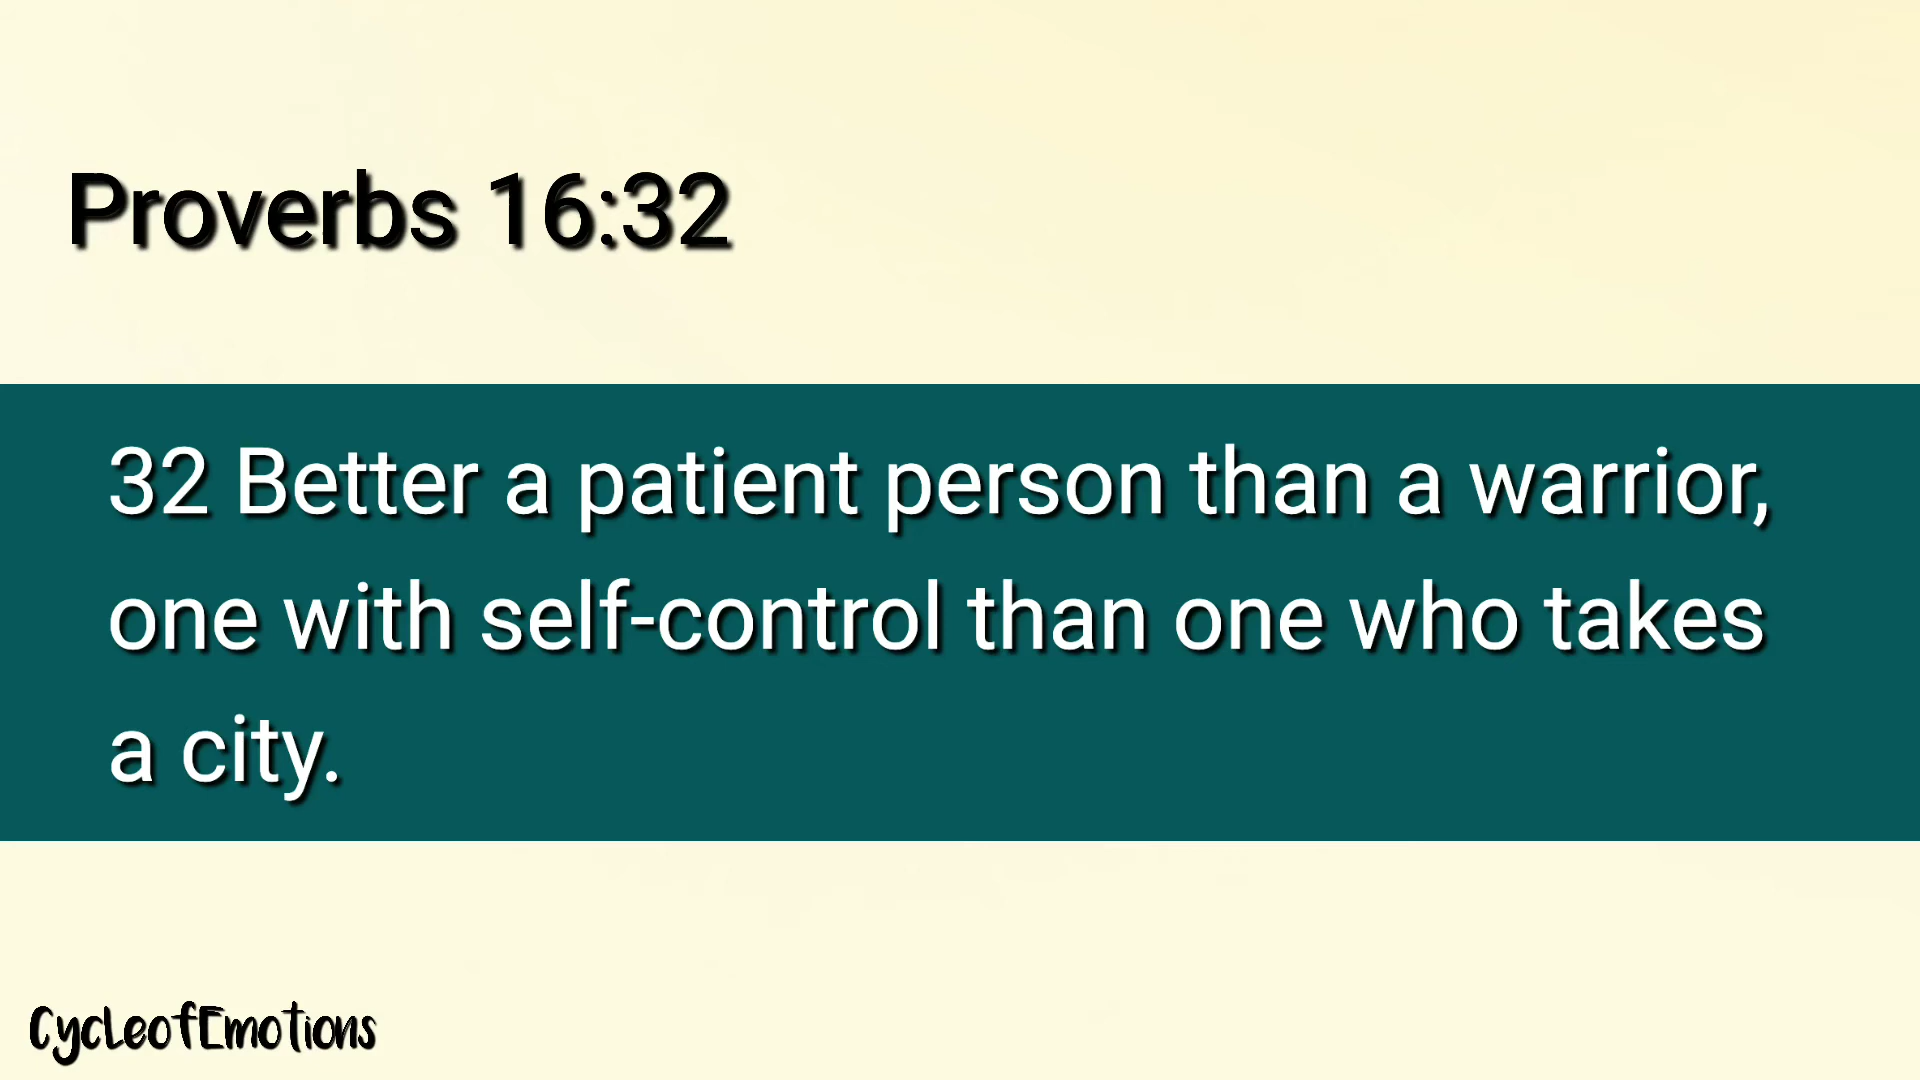 Proverbs 16:32
32 Better a patient person than a warrior,
one with self-control than one who takes
a city.
CycleofEmotions